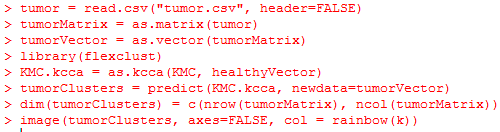 > tumor = read.csv("tumor.csv", header=FALSE)
> tumorMatrix = as.matrix(tumor)
> tumorVector = as.vector(tumorMatrix)
> library(flexclust)
> KMC.kcca = as.kcca(KMC, healthyVector)
> tumorClusters = predict(KMC.kcca, newdata=tumorVector)
> dim(tumorClusters) = c(nrow(tumorMatrix), ncol(tumorMatrix))
> image(tumorClusters, axes=FALSE, col = rainbow(k))